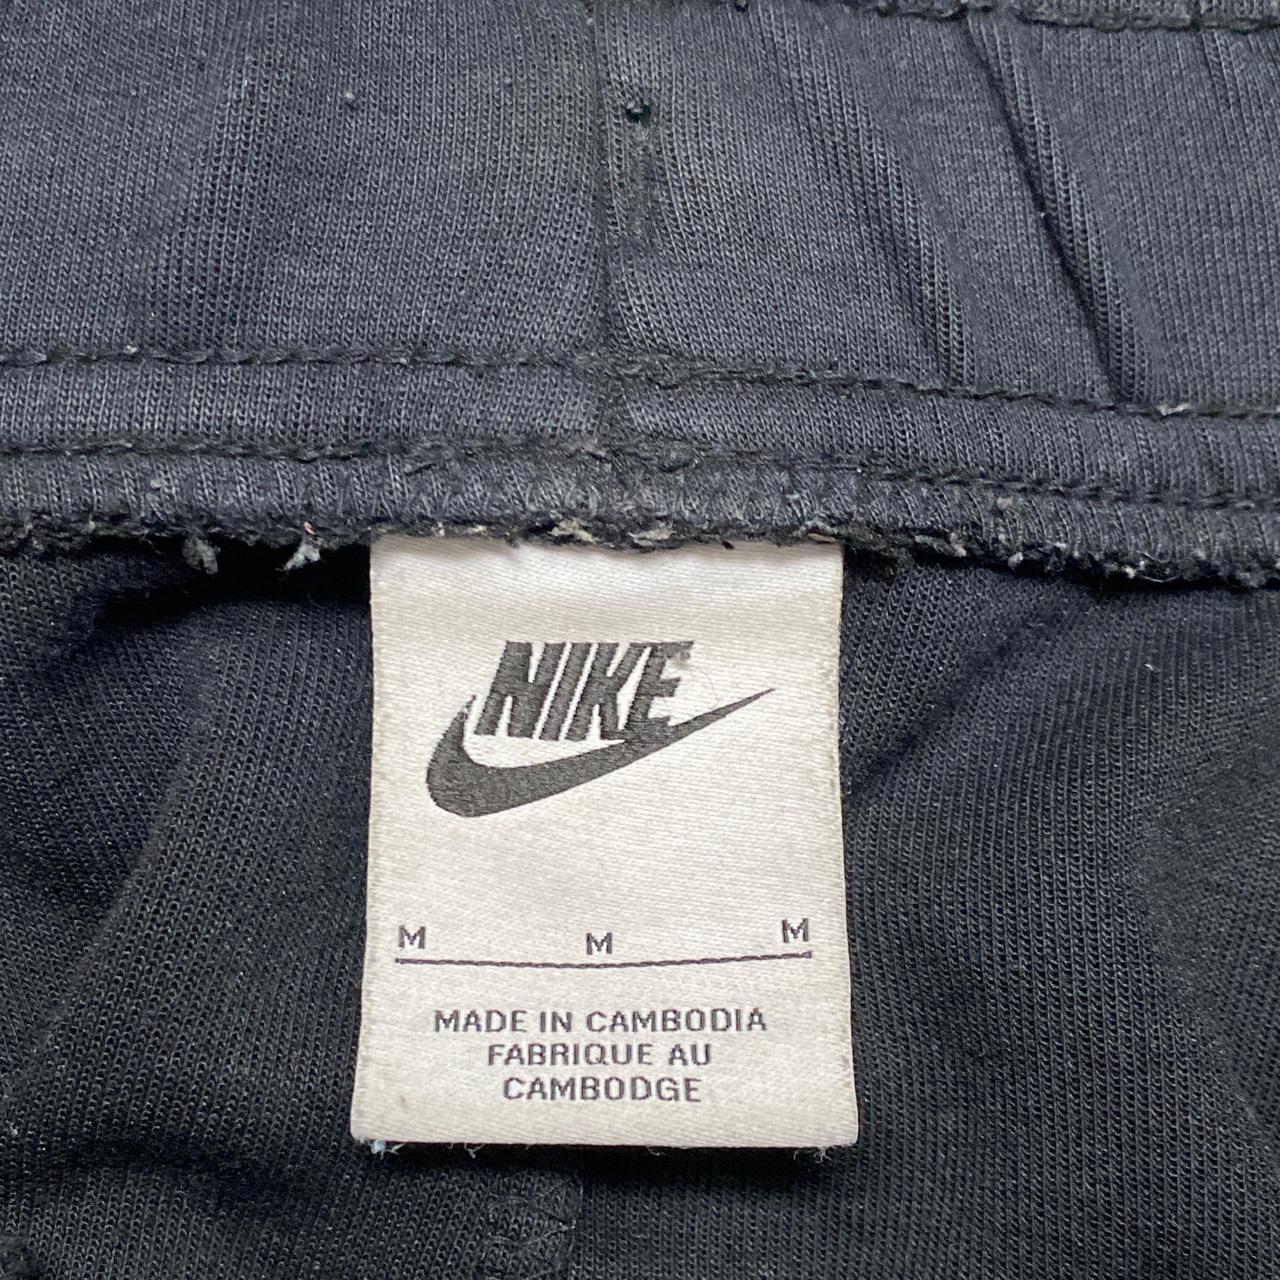 NIKE
M M M
MADE IN CAMBODIA
FABRIQUE AU
CAMBODGE